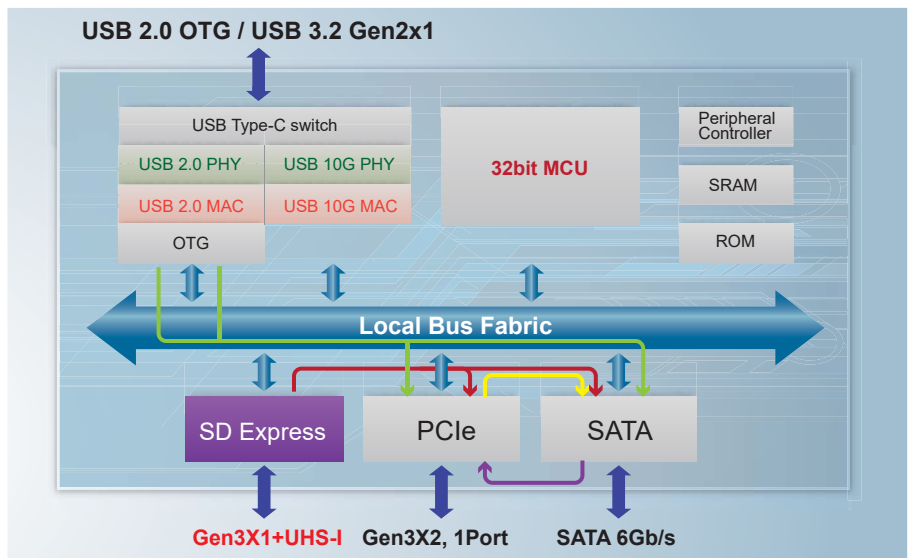 USB 2.0 OTG / USB 3.2 Gen2x1
USB Type-C switch
USB 2.0 PHY
USB 10G PHY
USB 2.0 MAC
USB 10G MAC
OTG
32bit MCU
Peripheral
Controller
SRAM
ROM
Local Bus Fabric
SD Express
PCIe
SATA
Gen3X1+UHS-I
Gen3X2, 1Port
SATA 6Gb/s